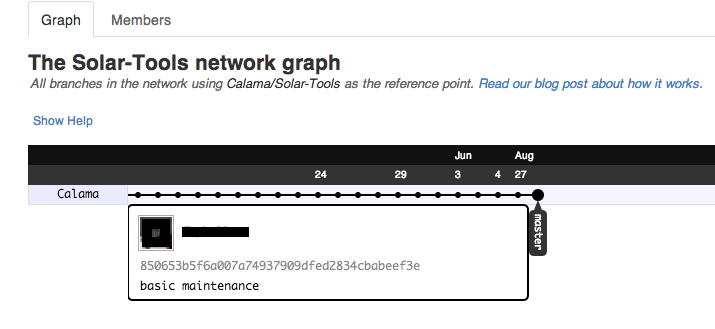 Graph Members
The Solar-Tools network graph
All branches in the network using Calama/Solar-Tools as the reference point. Read our blog post about how it works.
Show Help
Jun Aug
24 29 3 4 27
Calama
master
850653b5f6a007a74937909dfed2834cbabeef3e
basic maintenance